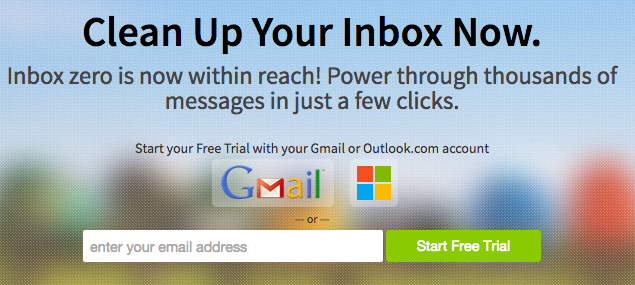 Clean Up Your Inbox Now.
Inbox zero is now within reach! Power through thousands of
messages in just a few clicks.
Start your Free Trial with your Gmail or Outlook.com account
Gmail™
— or —
enter your email address
Start Free Trial